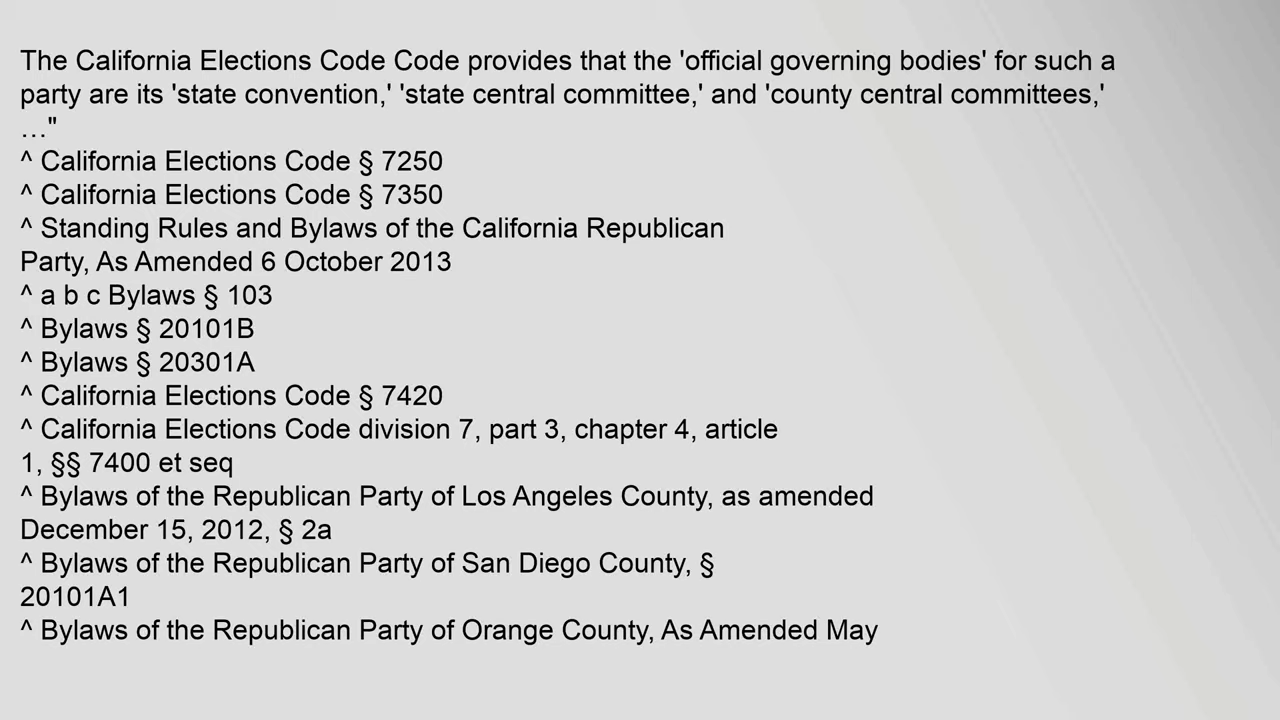 The California Elections Code Code provides that the 'official governing bodies' for such a
party are its 'state convention,' 'state central committee,' and 'county central committees,'
…"
^ California Elections Code § 7250
^ California Elections Code § 7350
^ Standing Rules and Bylaws of the California Republican
Party, As Amended 6 October 2013
^ a b c Bylaws § 103
^ Bylaws § 20101B
^ Bylaws § 20301A
^ California Elections Code § 7420
^ California Elections Code division 7, part 3, chapter 4, article
1, §§ 7400 et seq
^ Bylaws of the Republican Party of Los Angeles County, as amended
December 15, 2012, § 2a
^ Bylaws of the Republican Party of San Diego County, §
20101A1
^ Bylaws of the Republican Party of Orange County, As Amended May